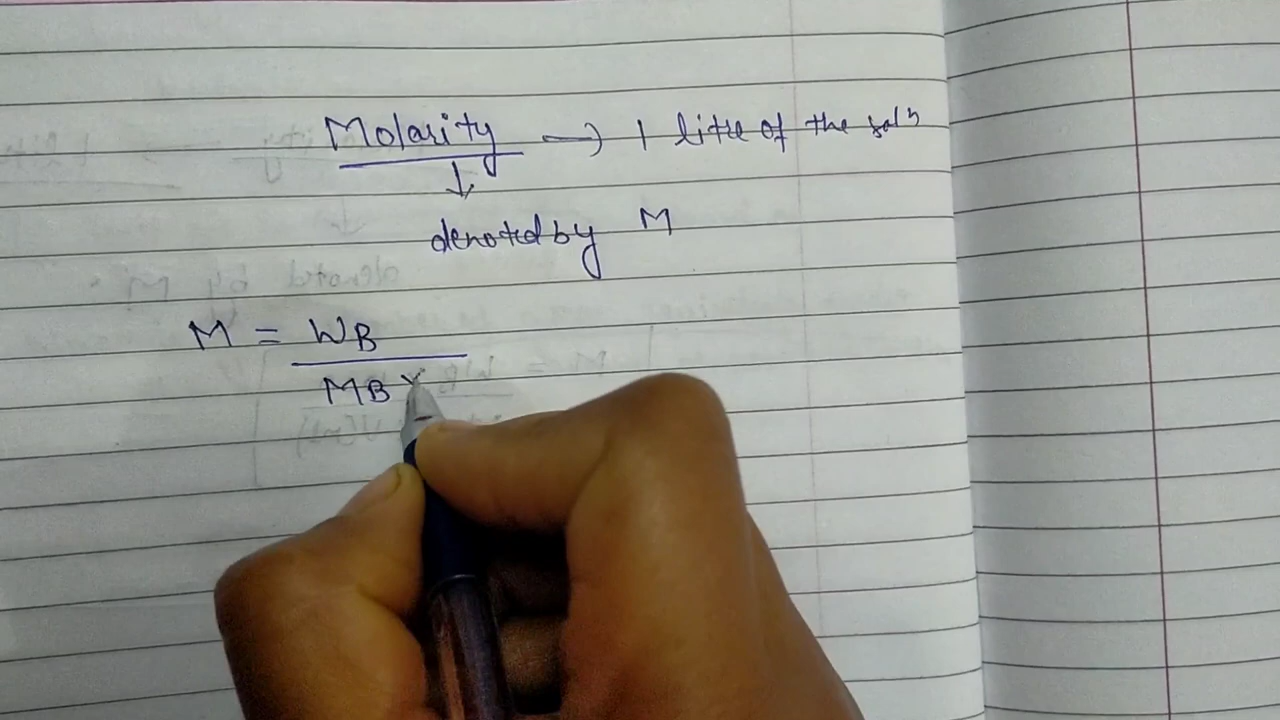 Molarity → 1 litre of the solⁿ
↓
denoted by M
M = WB
MB ×